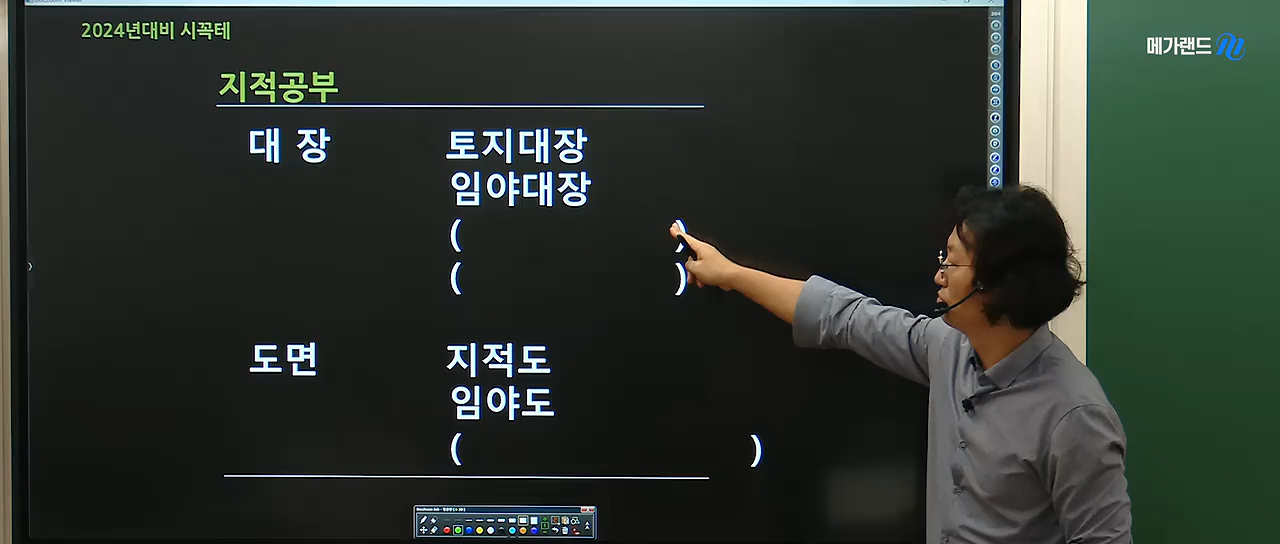 2024년대비 시꼭테
메가랜드
지적공부
대 장 토지대장
임야대장
( )
( )
도면 지적도
임야도
( )